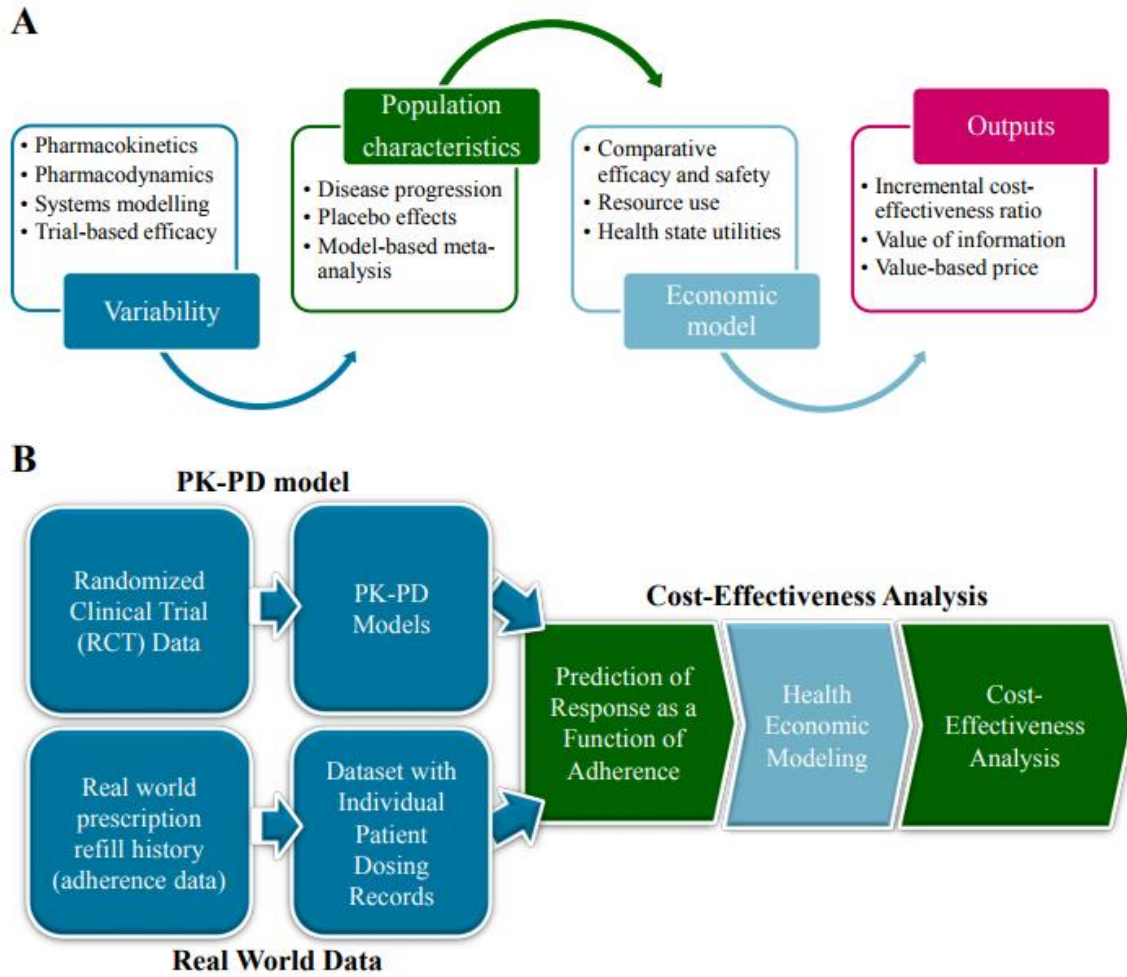 A
• Pharmacokinetics
• Pharmacodynamics
• Systems modelling
• Trial-based efficacy
Variability
Population
characteristics
• Disease progression
• Placebo effects
• Model-based meta-
analysis
• Comparative
efficacy and safety
• Resource use
• Health state utilities
Economic
model
Outputs
• Incremental cost-
effectiveness ratio
• Value of information
• Value-based price
B
PK-PD model
Randomized
Clinical Trial
(RCT) Data
PK-PD
Models
Real world
prescription
refill history
(adherence data)
Dataset with
Individual
Patient
Dosing
Records
Real World Data
Cost-Effectiveness Analysis
Prediction of
Response as a
Function of
Adherence
Health
Economic
Modeling
Cost-
Effectiveness
Analysis